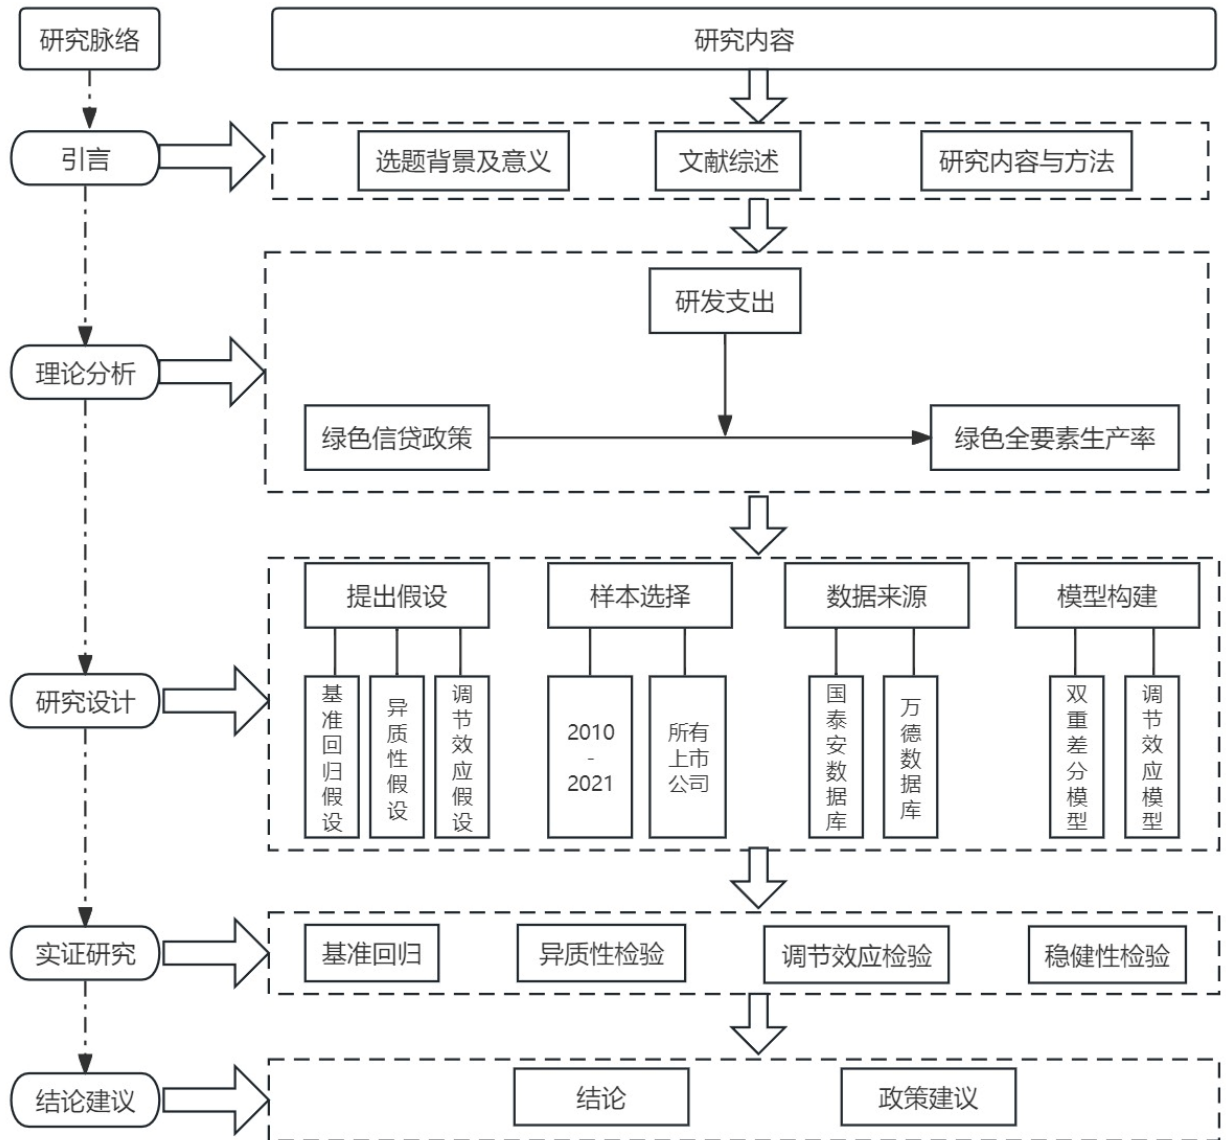 研究脉络
研究内容
引言
选题背景及意义
文献综述
研究内容与方法
理论分析
研发支出
绿色信贷政策
绿色全要素生产率
研究设计
提出假设
样本选择
数据来源
模型构建
基准回归假设
异质性假设
调节效应假设
2010
-
2021
所有
上市
公司
国泰安数据库
万德数据库
双重差分模型
调节效应模型
实证研究
基准回归
异质性检验
调节效应检验
稳健性检验
结论建议
结论
政策建议